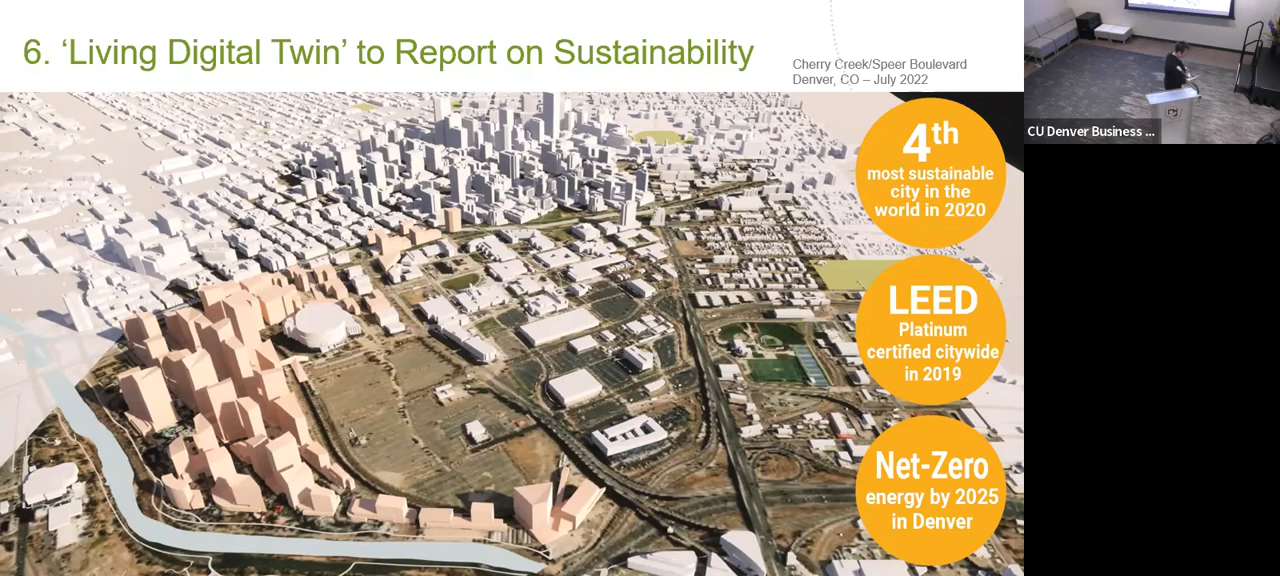 6. ‘Living Digital Twin’ to Report on Sustainability
Cherry Creek/Speer Boulevard
Denver, CO – July 2022
4th
most sustainable
city in the
world in 2020
LEED
Platinum
certified citywide
in 2019
Net-Zero
energy by 2025
in Denver
CU Denver Business ...